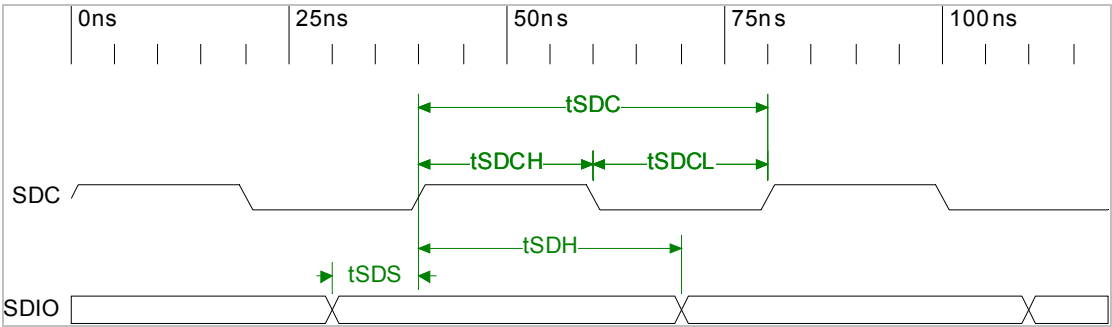 0ns 25ns 50ns 75ns 100ns
tSDC
tSDCH tSDCL
SDC
tSDH
tSDS
SDIO